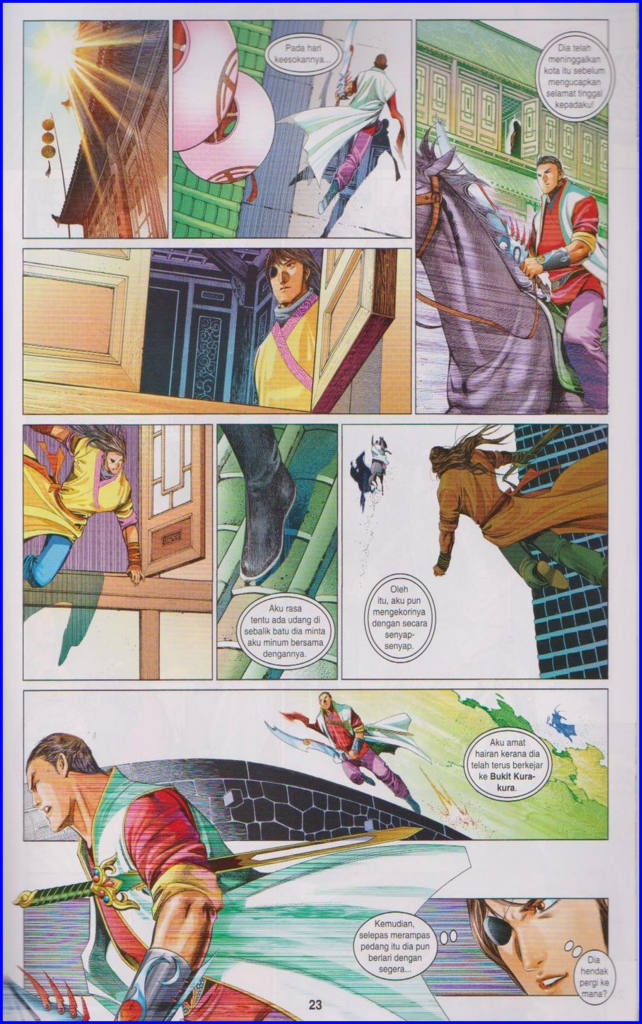 Pada hari
keesokannya...
Dia telah
meninggalkan
kota itu sebelum
mengucapkan
selamat tinggal
kepadaku!
Aku rasa
tentu ada udang di
sebalik batu dia minta
aku minum bersama
dengannya.
Oleh
itu, aku pun
mengekorinya
dengan secara
senyap-
senyap.
Aku amat
hairan kerana dia
telah terus berkejar
ke Bukit Kura-
kura.
Kemudian,
selepas merampas
pedang itu dia pun
berlari dengan
segera...
Dia
hendak
pergi ke
mana?
23